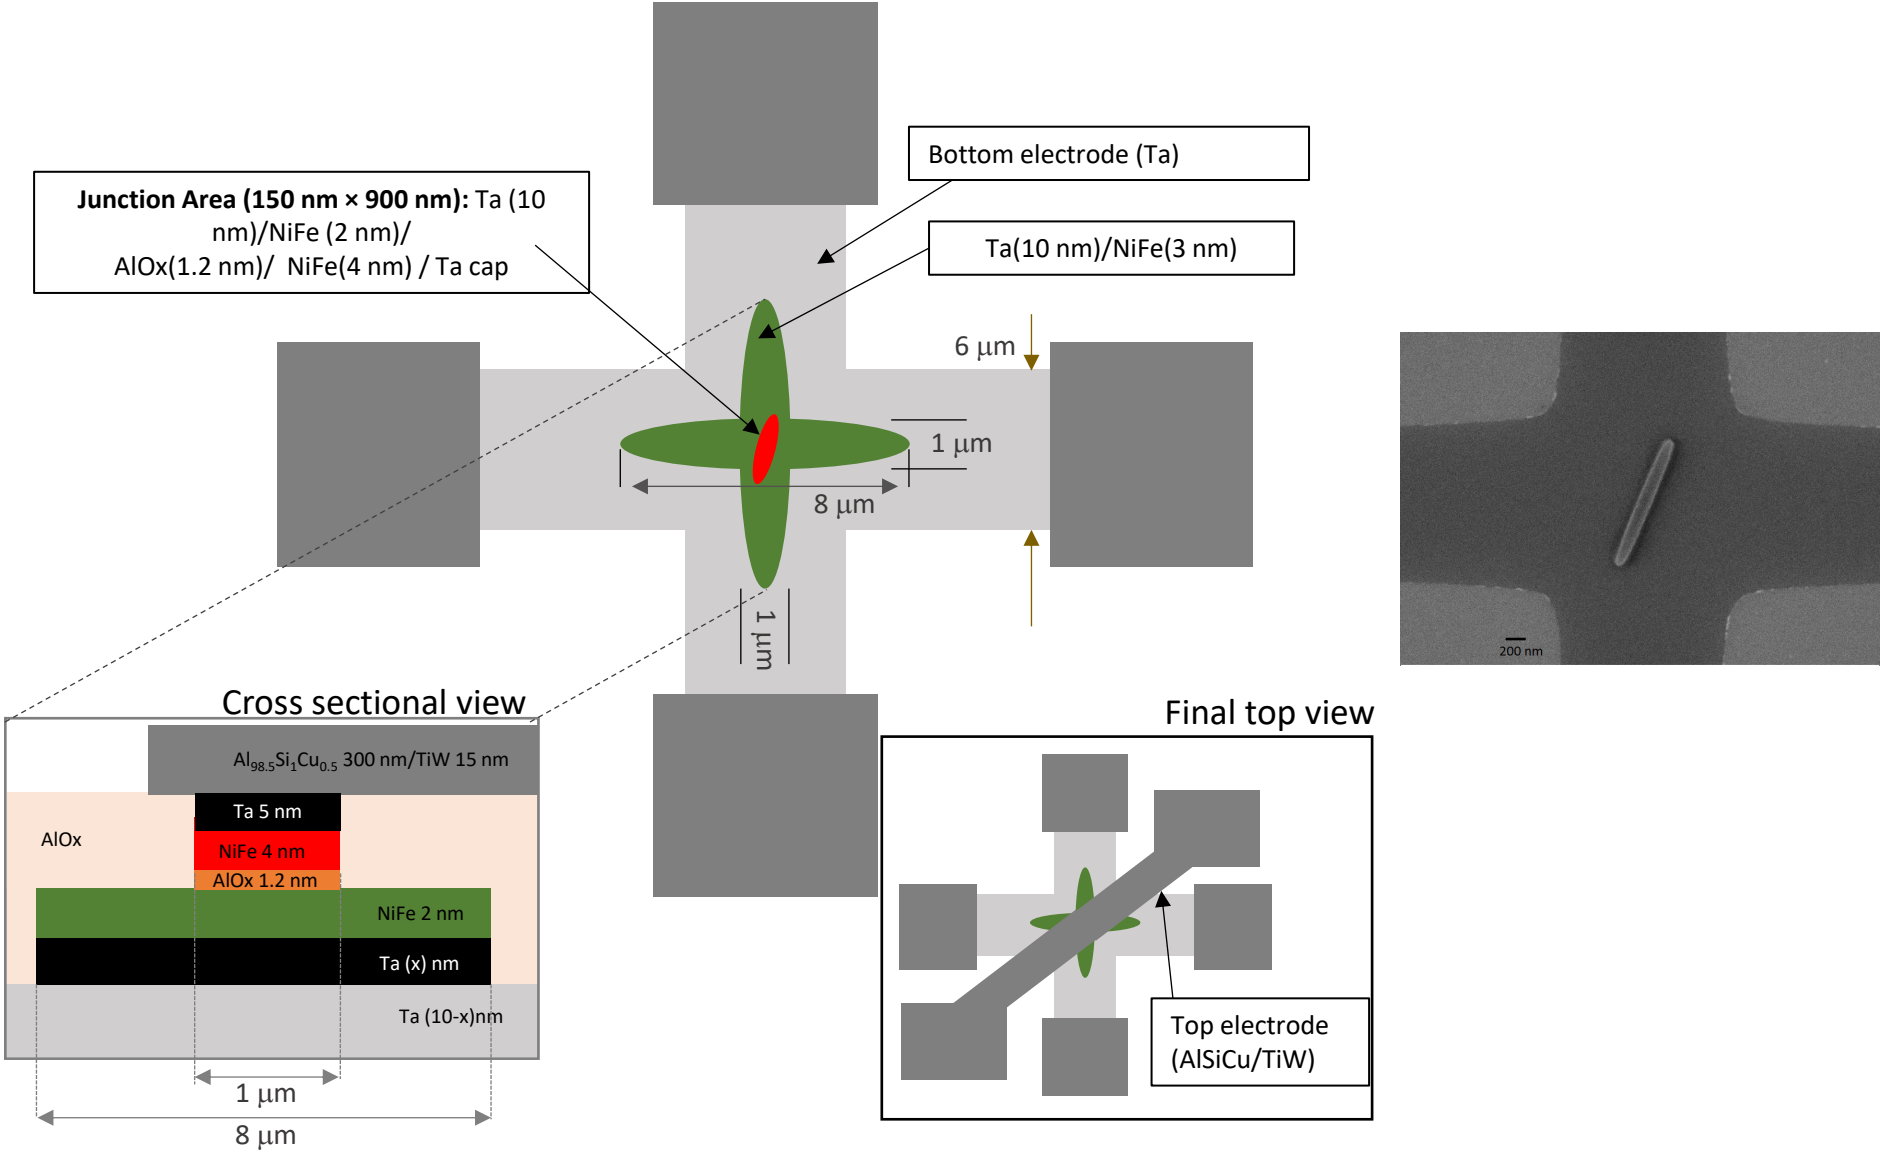 Bottom electrode (Ta)
Junction Area (150 nm × 900 nm): Ta (10
nm)/NiFe (2 nm)/
AlOx(1.2 nm)/ NiFe(4 nm) / Ta cap
Ta(10 nm)/NiFe(3 nm)
6 μm
1 μm
8 μm
1 μm
200 nm
Cross sectional view
Al98.5Si1Cu0.5 300 nm/TiW 15 nm
Ta 5 nm
AlOx
NiFe 4 nm
AlOx 1.2 nm
NiFe 2 nm
Ta (x) nm
Ta (10-x)nm
1 μm
8 μm
Final top view
Top electrode
(AlSiCu/TiW)